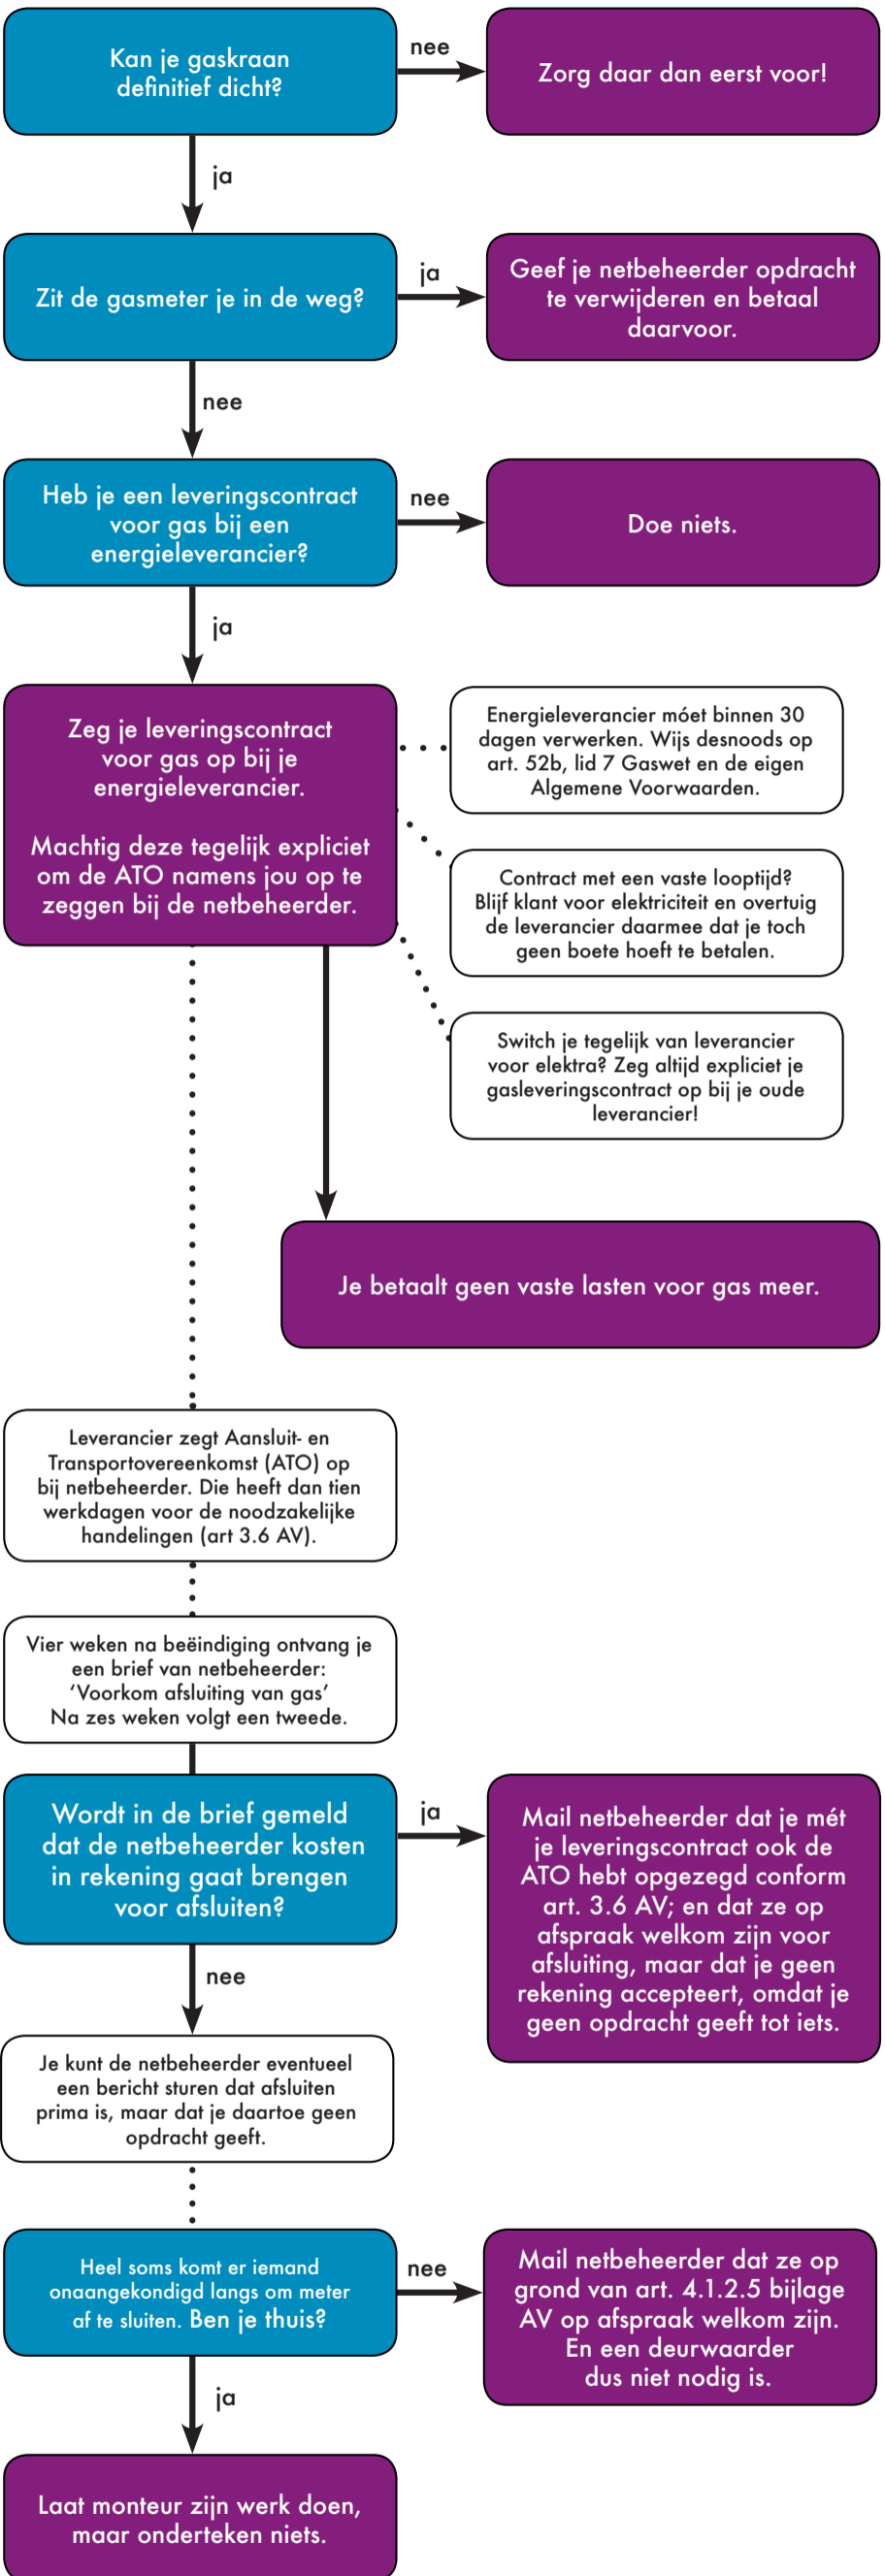 Kan je gaskraan
definitief dicht?
nee
Zorg daar dan eerst voor!
ja
Zit de gasmeter je in de weg?
ja
Geef je netbeheerder opdracht
te verwijderen en betaal
daarvoor.
nee
Heb je een leveringscontract
voor gas bij een
energieleverancier?
nee
Doe niets.
ja
Zeg je leveringscontract
voor gas op bij je
energieleverancier.
Machtig deze tegelijk expliciet
om de ATO namens jou op te
zeggen bij de netbeheerder.
Energieleverancier móet binnen 30
dagen verwerken. Wijs desnoods op
art. 52b, lid 7 Gaswet en de eigen
Algemene Voorwaarden.
Contract met een vaste looptijd?
Blijf klant voor elektriciteit en overtuig
de leverancier daarmee dat je toch
geen boete hoeft te betalen.
Switch je tegelijk van leverancier
voor elektra? Zeg altijd expliciet je
gasleveringscontract op bij je oude
leverancier!
Je betaalt geen vaste lasten voor gas meer.
Leverancier zegt Aansluit- en
Transportovereenkomst (ATO) op
bij netbeheerder. Die heeft dan tien
werkdagen voor de noodzakelijke
handelingen (art 3.6 AV).
Vier weken na beëindiging ontvang je
een brief van netbeheerder:
‘Voorkom afsluiting van gas’
Na zes weken volgt een tweede.
Wordt in de brief gemeld
dat de netbeheerder kosten
in rekening gaat brengen
voor afsluiten?
ja
Mail netbeheerder dat je mét
je leveringscontract ook de
ATO hebt opgezegd conform
art. 3.6 AV; en dat ze op
afspraak welkom zijn voor
afsluiting, maar dat je geen
rekening accepteert, omdat je
geen opdracht geeft tot iets.
nee
Je kunt de netbeheerder eventueel
een bericht sturen dat afsluiten
prima is, maar dat je daartoe geen
opdracht geeft.
Heel soms komt er iemand
onaangekondigd langs om meter
af te sluiten. Ben je thuis?
nee
Mail netbeheerder dat ze op
grond van art. 4.1.2.5 bijlage
AV op afspraak welkom zijn.
En een deurwaarder
dus niet nodig is.
ja
Laat monteur zijn werk doen,
maar onderteken niets.